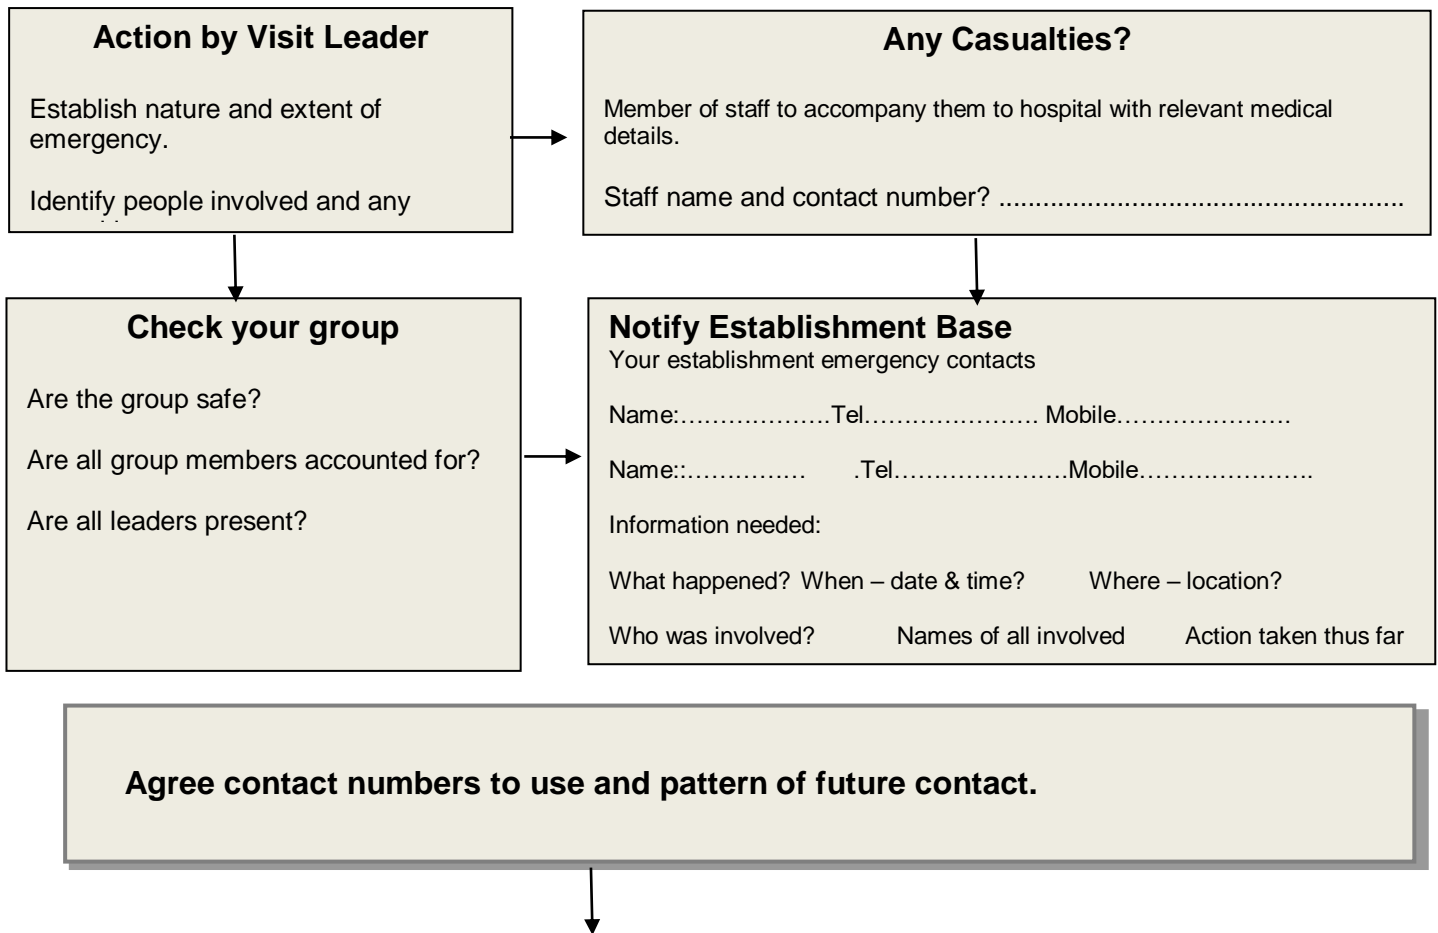 Action by Visit Leader
Establish nature and extent of
emergency.
Identify people involved and any
Any Casualties?
Member of staff to accompany them to hospital with relevant medical
details.
Staff name and contact number? ........................................................
Check your group
Are the group safe?
Are all group members accounted for?
Are all leaders present?
Notify Establishment Base
Your establishment emergency contacts
Name:………………….Tel…………………. Mobile………………….
Name::…………… .Tel………………….Mobile………………….
Information needed:
What happened? When – date & time? Where – location?
Who was involved? Names of all involved Action taken thus far
Agree contact numbers to use and pattern of future contact.